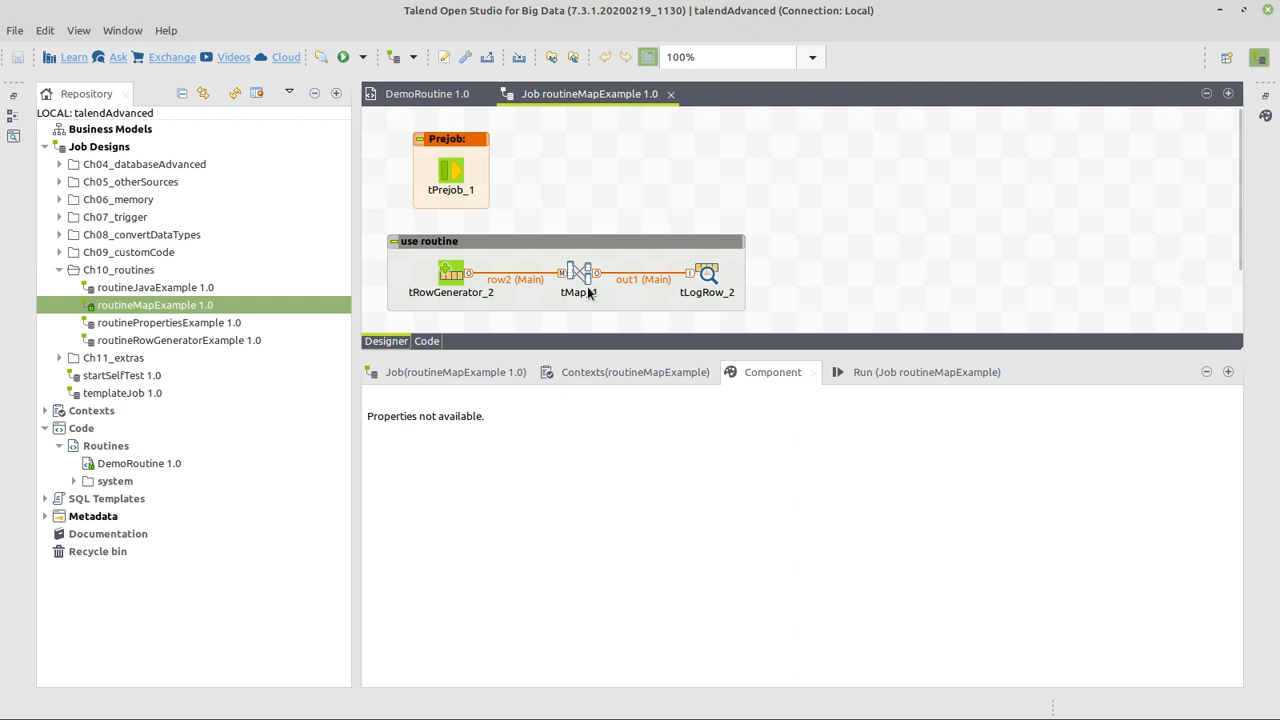 Talend Open Studio for Big Data (7.3.1.20200219_1130) | talendAdvanced (Connection: Local)
File Edit View Window Help
Learn Ask Exchange Videos Cloud 100%
Repository
LOCAL: talendAdvanced
Business Models
Job Designs
Ch04_databaseAdvanced
Ch05_otherSources
Ch06_memory
Ch07_trigger
Ch08_convertDataTypes
Ch09_customCode
Ch10_routines
routineJavaExample 1.0
routineMapExample 1.0
routinePropertiesExample 1.0
routineRowGeneratorExample 1.0
Ch11_extras
startSelfTest 1.0
templateJob 1.0
Contexts
Code
Routines
DemoRoutine 1.0
system
SQL Templates
Metadata
Documentation
Recycle bin
DemoRoutine 1.0 Job routineMapExample 1.0
Prejob:
tPrejob_1
use routine
row2 (Main) out1 (Main)
tRowGenerator_2 tMap_1 tLogRow_2
Designer Code
Job(routineMapExample 1.0) Contexts(routineMapExample) Component Run (Job routineMapExample)
Properties not available.